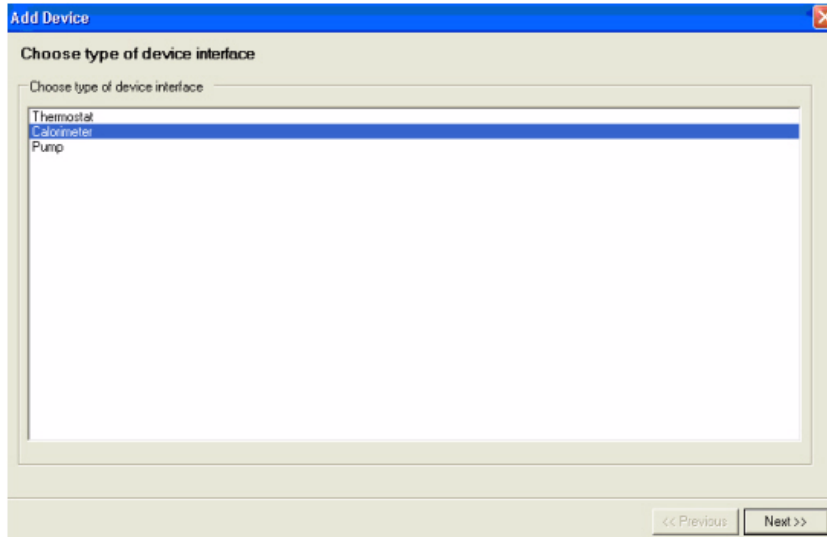 Add Device
Choose type of device interface
Choose type of device interface
Thermostat
Calorimeter
Pump
<< Previous
Next >>